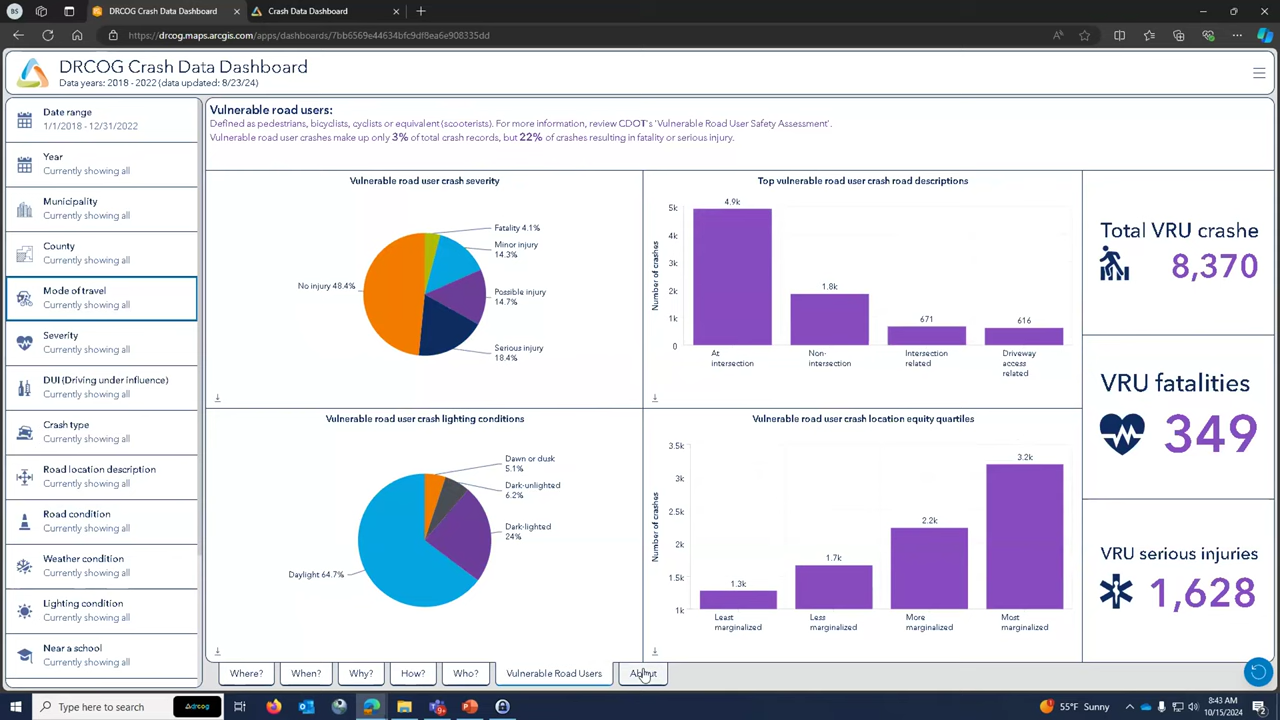 DRCOG Crash Data Dashboard
Crash Data Dashboard
https://drcog.maps.arcgis.com/apps/dashboards/7bb6569e44634bfc9df8ea6e908335dd
DRCOG Crash Data Dashboard
Data years: 2018 - 2022 (data updated: 8/23/24)
Date range
1/1/2018 - 12/31/2022
Year
Currently showing all
Municipality
Currently showing all
County
Currently showing all
Mode of travel
Currently showing all
Severity
Currently showing all
DUI (Driving under influence)
Currently showing all
Crash type
Currently showing all
Road location description
Currently showing all
Road condition
Currently showing all
Weather condition
Currently showing all
Lighting condition
Currently showing all
Near a school
Currently showing all
Vulnerable road users:
Defined as pedestrians, bicyclists, cyclists or equivalent (scooterists). For more information, review CDOT's 'Vulnerable Road User Safety Assessment'.
Vulnerable road user crashes make up only 3% of total crash records, but 22% of crashes resulting in fatality or serious injury.
Vulnerable road user crash severity
Fatality 4.1%
Minor injury
14.3%
Possible injury
14.7%
Serious injury
18.4%
No injury 48.4%
Top vulnerable road user crash road descriptions
Number of crashes
5k
4k
3k
2k
1k
0
4.9k
1.8k
671
616
At
intersection
Non-
intersection
Intersection
related
Driveway
access
related
Vulnerable road user crash lighting conditions
Dawn or dusk
5.1%
Dark-unlighted
6.2%
Dark-lighted
24%
Daylight 64.7%
Vulnerable road user crash location equity quartiles
Number of crashes
3.5k
3k
2.5k
2k
1.5k
1k
1.3k
1.7k
2.2k
3.2k
Least
marginalized
Less
marginalized
More
marginalized
Most
marginalized
Total VRU crashe
8,370
VRU fatalities
349
VRU serious injuries
1,628
Where?
When?
Why?
How?
Who?
Vulnerable Road Users
About
Type here to search
drcog
55°F Sunny
8:43 AM
10/15/2024
BS
2